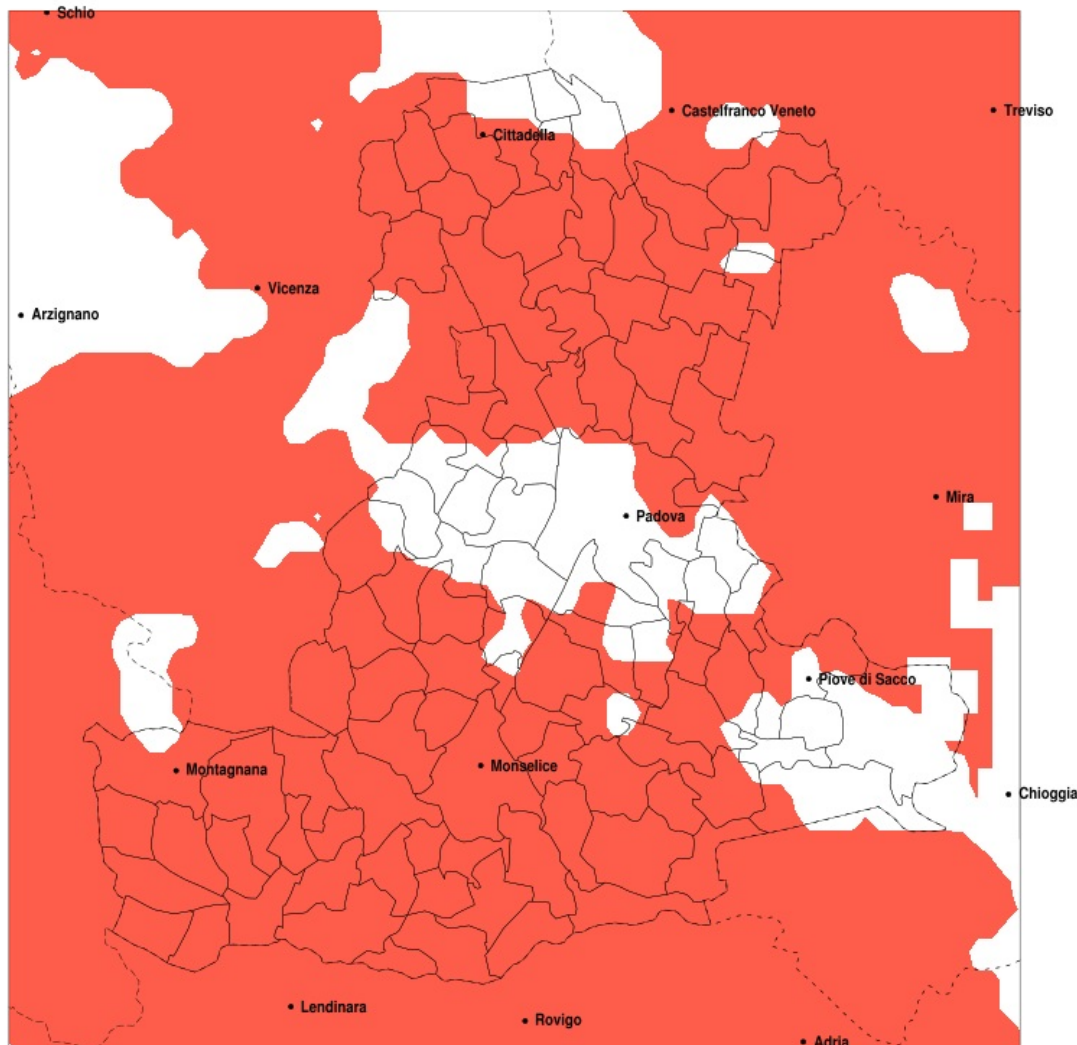 Schio
Castelfranco Veneto
Treviso
Cittadella
Vicenza
Arzignano
Mira
Padova
Piove di Sacco
Monselice
Montagnana
Chioggia
Lendinara
Rovigo
Adria